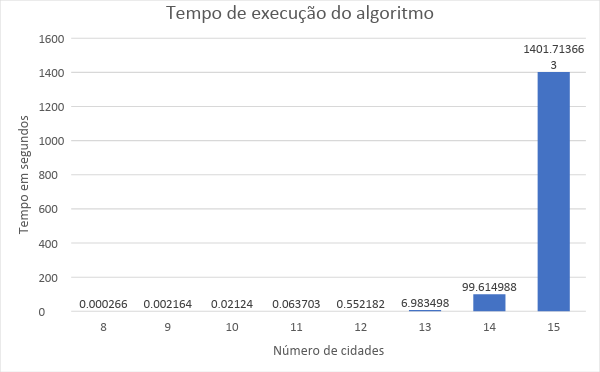 Tempo de execução do algoritmo
1600
1400
1200
1000
800
600
400
200
0
Tempo em segundos
0.000266 0.002164 0.02124 0.063703 0.552182 6.983498 99.614988 1401.71366
3
8 9 10 11 12 13 14 15
Número de cidades